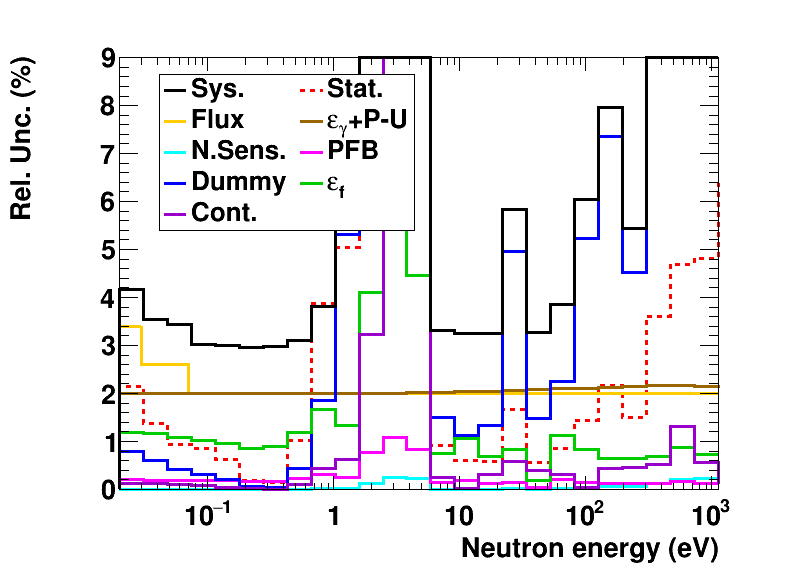 Rel. Unc. (%)
9
8
7
6
5
4
3
2
1
0
Sys.
Stat.
Flux
εγ+P-U
N.Sens.
PFB
Dummy
εf
Cont.
10⁻¹
1
10
10²
10³
Neutron energy (eV)